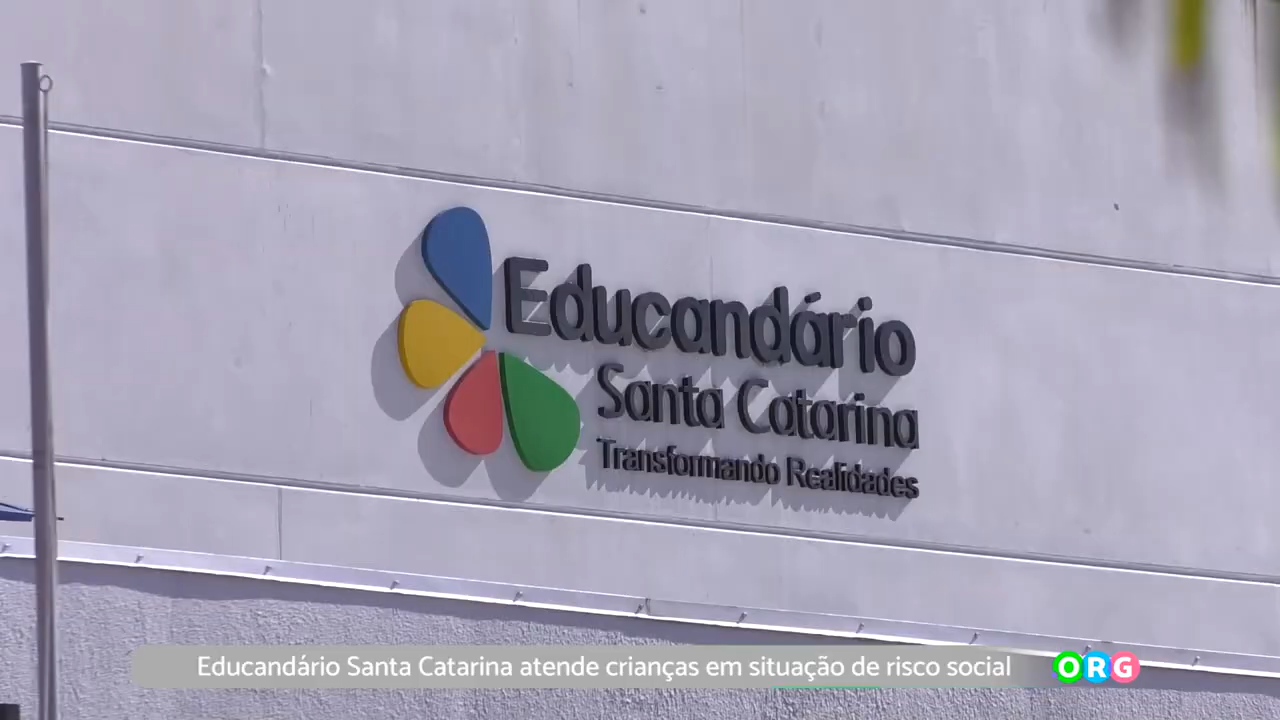 Educandário
Santa Catarina
Transformando Realidades
Educandário Santa Catarina atende crianças em situação de risco social
ORG